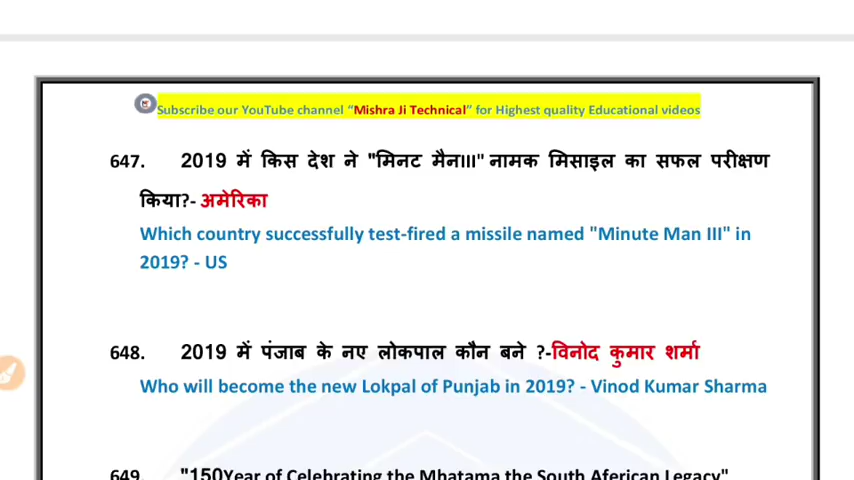 Subscribe our YouTube channel “Mishra Ji Technical” for Highest quality Educational videos
647. 2019 में किस देश ने "मिनट मैनIII" नामक मिसाइल का सफल परीक्षण
किया?- अमेरिका
Which country successfully test-fired a missile named "Minute Man III" in
2019? - US
648. 2019 में पंजाब के नए लोकपाल कौन बने ?-विनोद कुमार शर्मा
Who will become the new Lokpal of Punjab in 2019? - Vinod Kumar Sharma
649. "150Year of Celebrating the Mhatama the South Aferican Legacy"